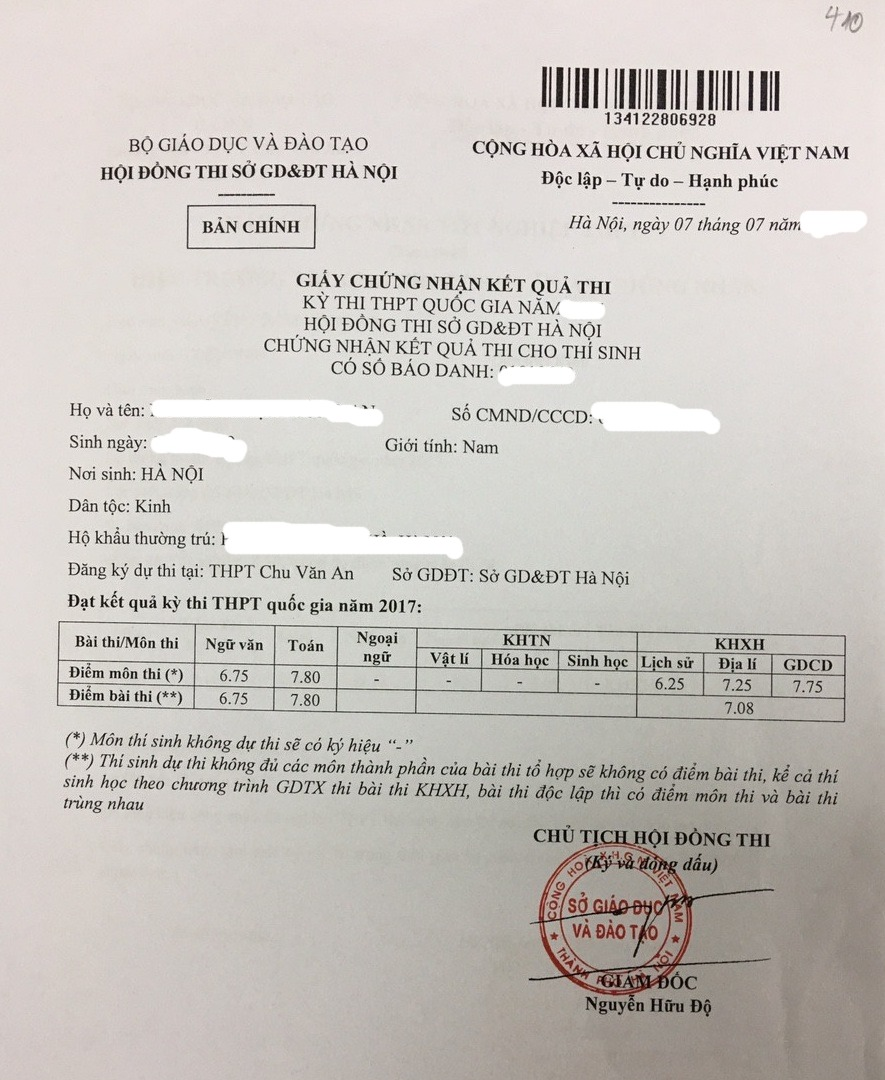 410
134122806928
BỘ GIÁO DỤC VÀ ĐÀO TẠO
HỘI ĐỒNG THI SỞ GD&ĐT HÀ NỘI
BẢN CHÍNH
CỘNG HÒA XÃ HỘI CHỦ NGHĨA VIỆT NAM
Độc lập – Tự do – Hạnh phúc
Hà Nội, ngày 07 tháng 07 năm
GIẤY CHỨNG NHẬN KẾT QUẢ THI
KỲ THI THPT QUỐC GIA NĂM
HỘI ĐỒNG THI SỞ GD&ĐT HÀ NỘI
CHỨNG NHẬN KẾT QUẢ THI CHO THÍ SINH
CÓ SỐ BÁO DANH:
Họ và tên: Số CMND/CCCD:
Sinh ngày: Giới tính: Nam
Nơi sinh: HÀ NỘI
Dân tộc: Kinh
Hộ khẩu thường trú:
Đăng ký dự thi tại: THPT Chu Văn An Sở GDĐT: Sở GD&ĐT Hà Nội
Đạt kết quả kỳ thi THPT quốc gia năm 2017:
Bài thi/Môn thi Ngữ văn Toán Ngoại ngữ KHTN KHXH
Vật lí Hóa học Sinh học Lịch sử Địa lí GDCD
Điểm môn thi (*) 6.75 7.80 - - - - 6.25 7.25 7.75
Điểm bài thi (**) 6.75 7.80 7.08
(*) Môn thí sinh không dự thi sẽ có ký hiệu “-”
(**) Thí sinh dự thi không đủ các môn thành phần của bài thi tổ hợp sẽ không có điểm bài thi, kể cả thí
sinh học theo chương trình GDTX thi bài thi KHXH, bài thi độc lập thì có điểm môn thi và bài thi
trùng nhau
CHỦ TỊCH HỘI ĐỒNG THI
(Ký và đóng dấu)
CỘNG HOÀ X.H.C.N VIỆT NAM
SỞ GIÁO DỤC
VÀ ĐÀO TẠO
THÀNH PHỐ HÀ NỘI
GIÁM ĐỐC
Nguyễn Hữu Độ